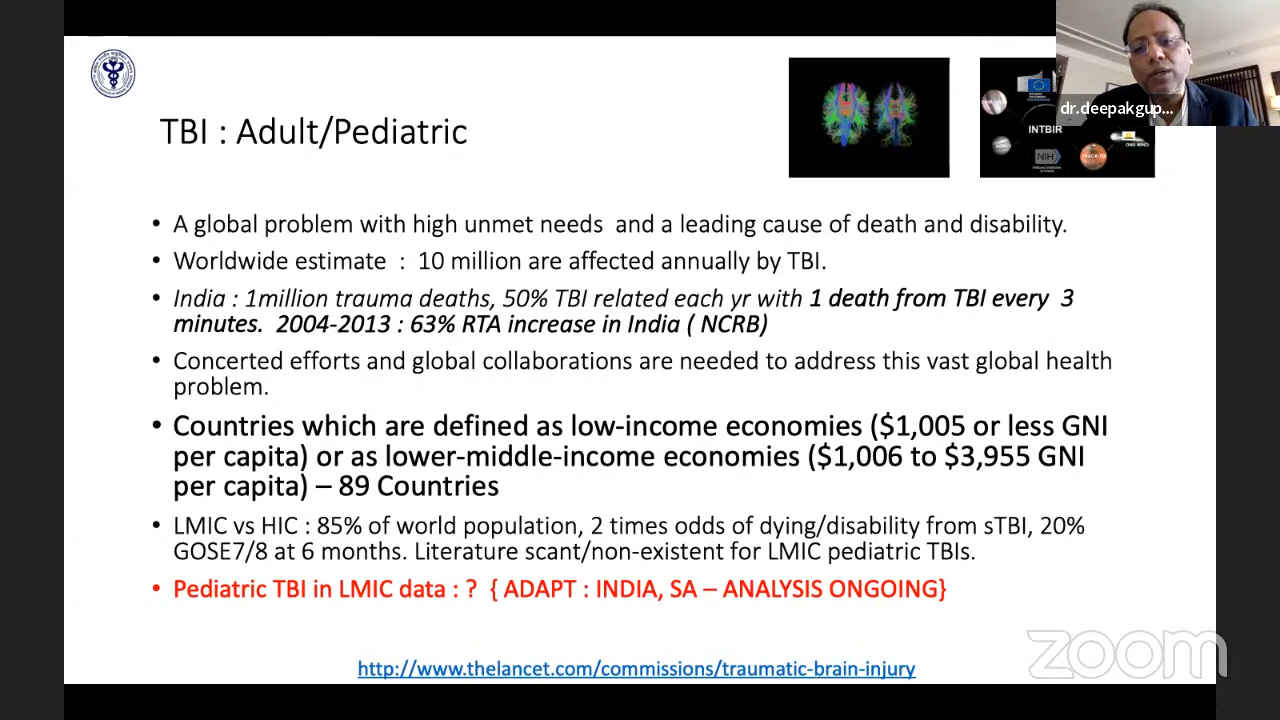 dr.deepakgup...
INTBIR
NIH
ONE MIND
TBI : Adult/Pediatric
• A global problem with high unmet needs and a leading cause of death and disability.
• Worldwide estimate : 10 million are affected annually by TBI.
• India : 1million trauma deaths, 50% TBI related each yr with 1 death from TBI every 3
minutes. 2004-2013 : 63% RTA increase in India ( NCRB)
• Concerted efforts and global collaborations are needed to address this vast global health
problem.
• Countries which are defined as low-income economies ($1,005 or less GNI
per capita) or as lower-middle-income economies ($1,006 to $3,955 GNI
per capita) – 89 Countries
• LMIC vs HIC : 85% of world population, 2 times odds of dying/disability from sTBI, 20%
GOSE7/8 at 6 months. Literature scant/non-existent for LMIC pediatric TBIs.
• Pediatric TBI in LMIC data : ? { ADAPT : INDIA, SA – ANALYSIS ONGOING}
zoom
http://www.thelancet.com/commissions/traumatic-brain-injury